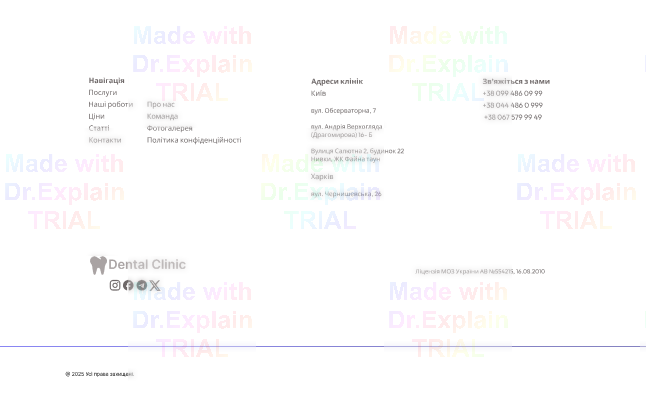 Made with
Dr.Explain
TRIAL
Made with
Dr.Explain
TRIAL
Навігація
Послуги
Наші роботи
Ціни
Статті
Контакти
Про нас
Команда
Фотогалерея
Політика конфіденційності
Адреси клінік
Київ
вул. Обсерваторна, 7
вул. Андрія Верхогляда
(Драгомирова) 16- Б
Вулиця Салютна 2, будинок 22
Нивки, ЖК Файна таун
Харків
вул. Чернишевська, 26
Зв'яжіться з нами
+38 099 486 09 99
+38 044 486 0 999
+38 067 579 99 49
Made with
Dr.Explain
TRIAL
Made with
Dr.Explain
TRIAL
Made with
Dr.Explain
TRIAL
Dental Clinic
Ліцензія МОЗ України АВ 16.08.2010
Made with
Dr.Explain
TRIAL
Made with
Dr.Explain
TRIAL
@ 2025 Усі права захищені